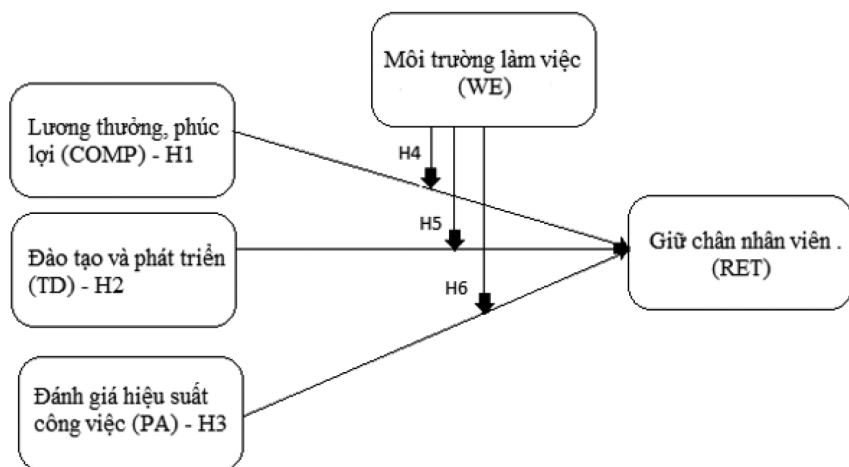 Môi trường làm việc
(WE)
Lương thưởng, phúc
lợi (COMP) - H1
H4
Đào tạo và phát triển
(TD) - H2
H5
Giữ chân nhân viên .
(RET)
H6
Đánh giá hiệu suất
công việc (PA) - H3